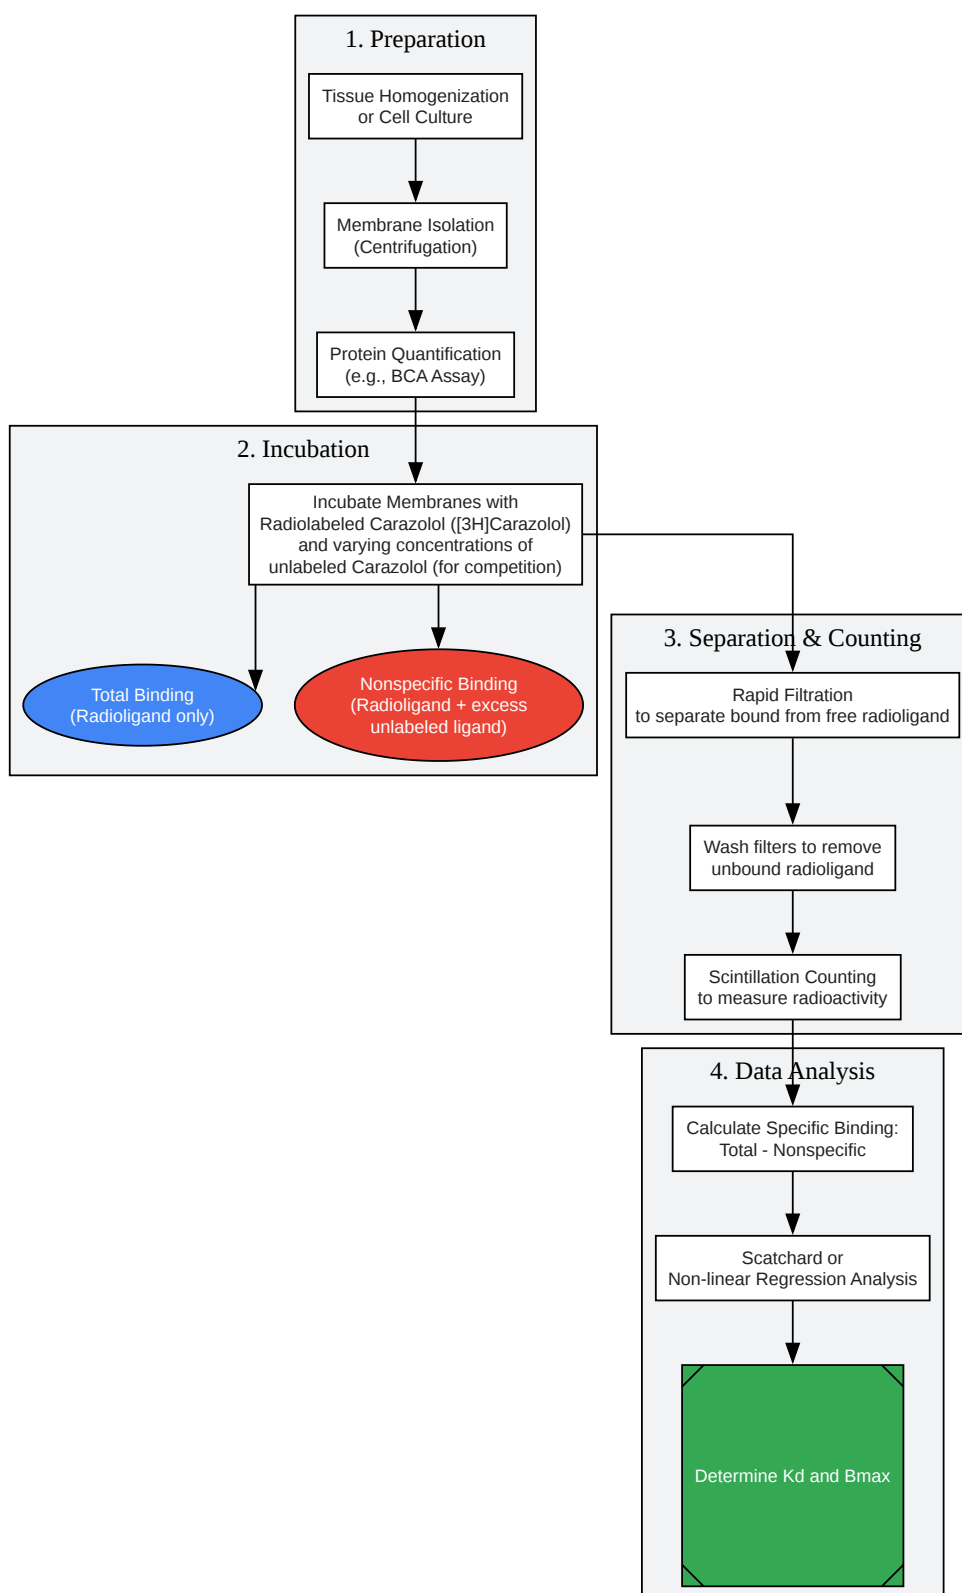 1. Preparation
Tissue Homogenization
or Cell Culture
Membrane Isolation
(Centrifugation)
Protein Quantification
(e.g., BCA Assay)
2. Incubation
Incubate Membranes with
Radiolabeled Carazolol ([3H]Carazolol)
and varying concentrations of
unlabeled Carazolol (for competition)
Total Binding
(Radioligand only)
Nonspecific Binding
(Radioligand + excess
unlabeled ligand)
3. Separation & Counting
Rapid Filtration
to separate bound from free radioligand
Wash filters to remove
unbound radioligand
Scintillation Counting
to measure radioactivity
4. Data Analysis
Calculate Specific Binding:
Total - Nonspecific
Scatchard or
Non-linear Regression Analysis
Determine Kd and Bmax